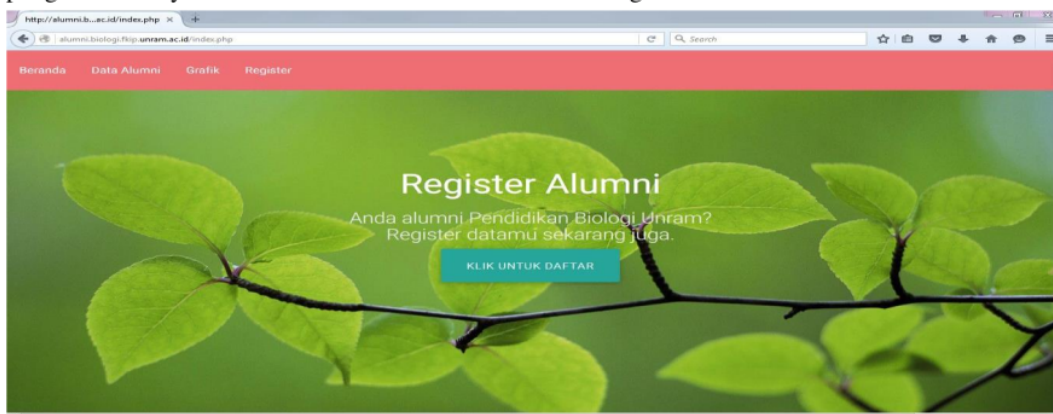 http://alumni.b...ec.id/index.php × +
alumni.biologi.fkip.unram.ac.id/index.php
Search
Beranda Data Alumni Grafik Register
Register Alumni
Anda alumni Pendidikan Biologi Unram?
Register datamu sekarang juga.
KLIK UNTUK DAFTAR